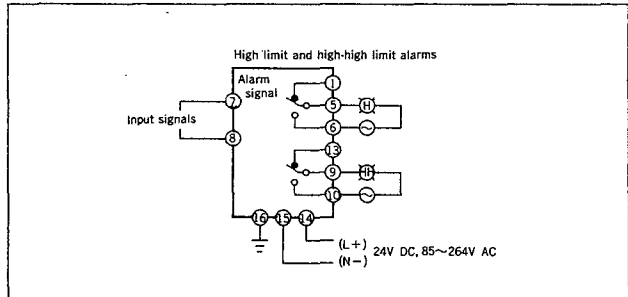 High limit and high-high limit alarms
Alarm
signal
Input signals
7
8
1
5
H
6
~
13
9
HH
10
~
16
15
14
(L+)
(N−)
24V DC, 85~264V AC